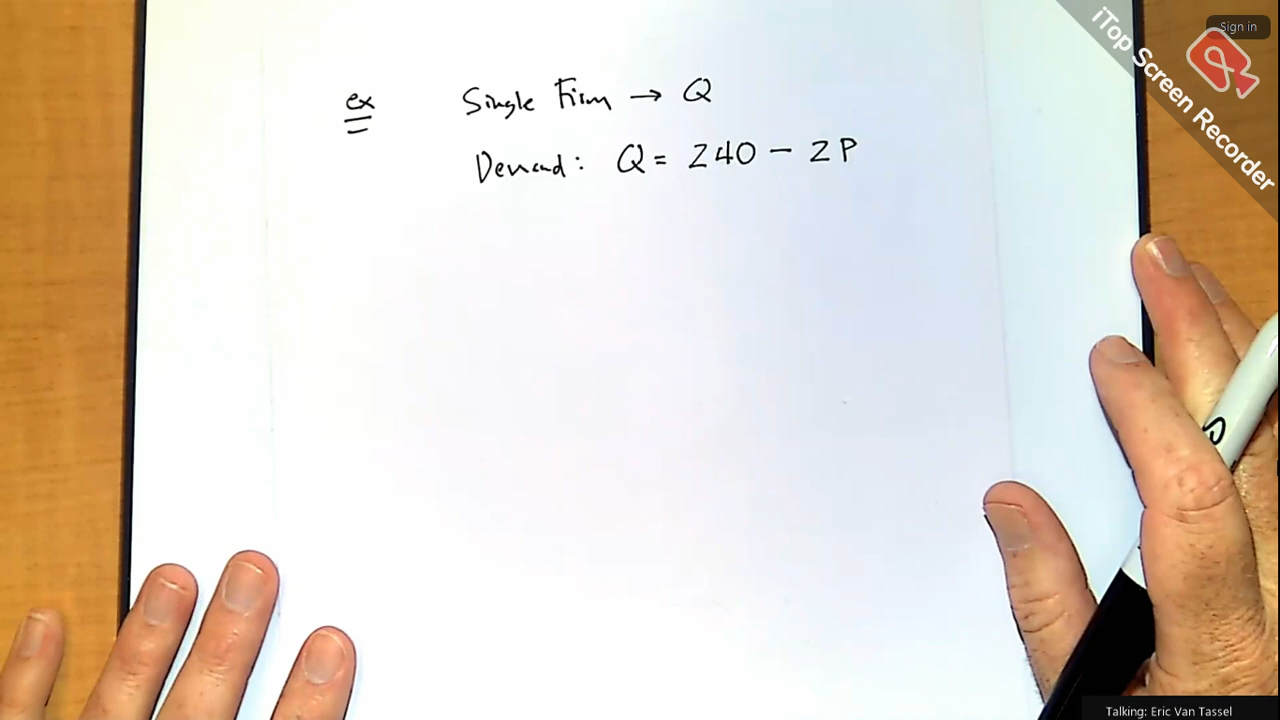 ex Single Firm → Q
Demand: Q = 240 - 2P
iTop Screen Recorder
Sign in
Talking: Eric Van Tassel